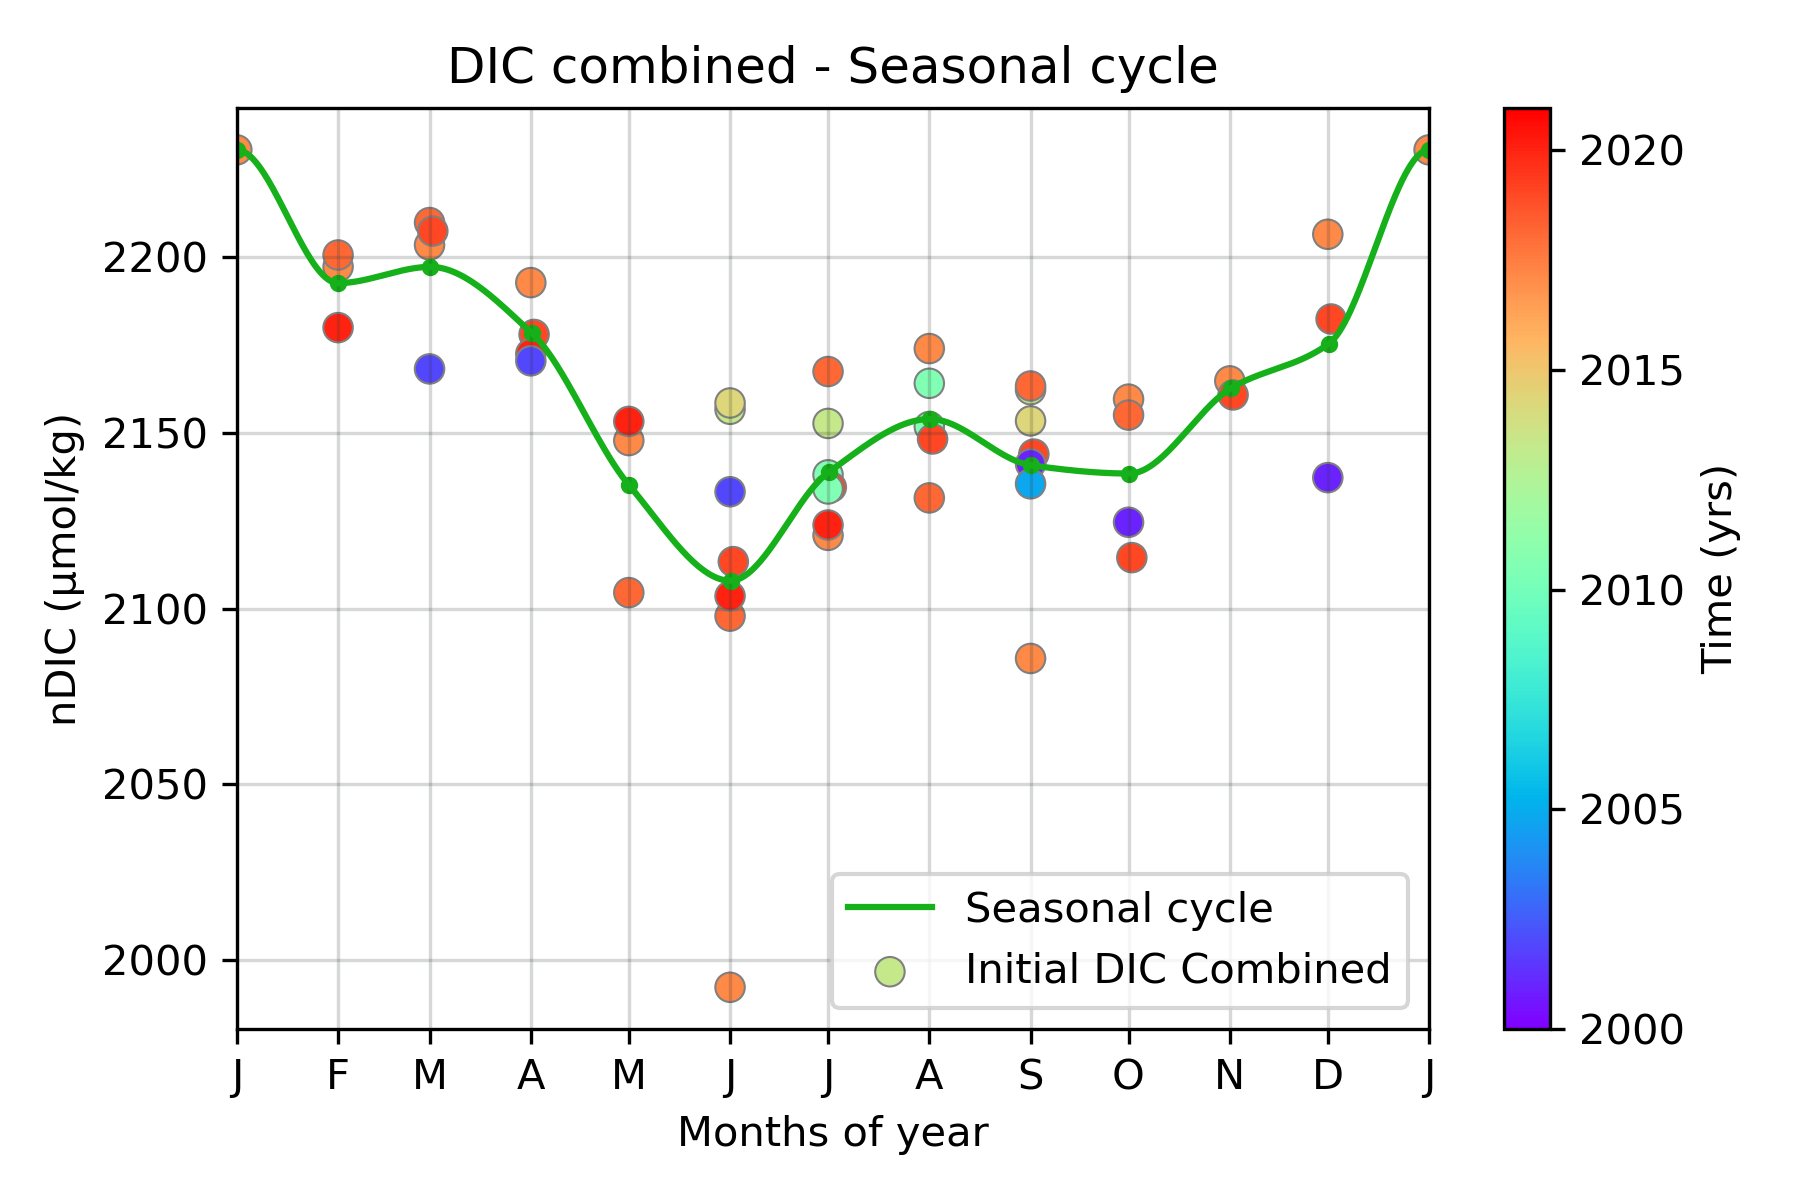 DIC combined - Seasonal cycle
nDIC (µmol/kg)
2200
2150
2100
2050
2000
J F M A M J J A S O N D J
Months of year
Seasonal cycle
Initial DIC Combined
2020
2015
2010
2005
2000
Time (yrs)